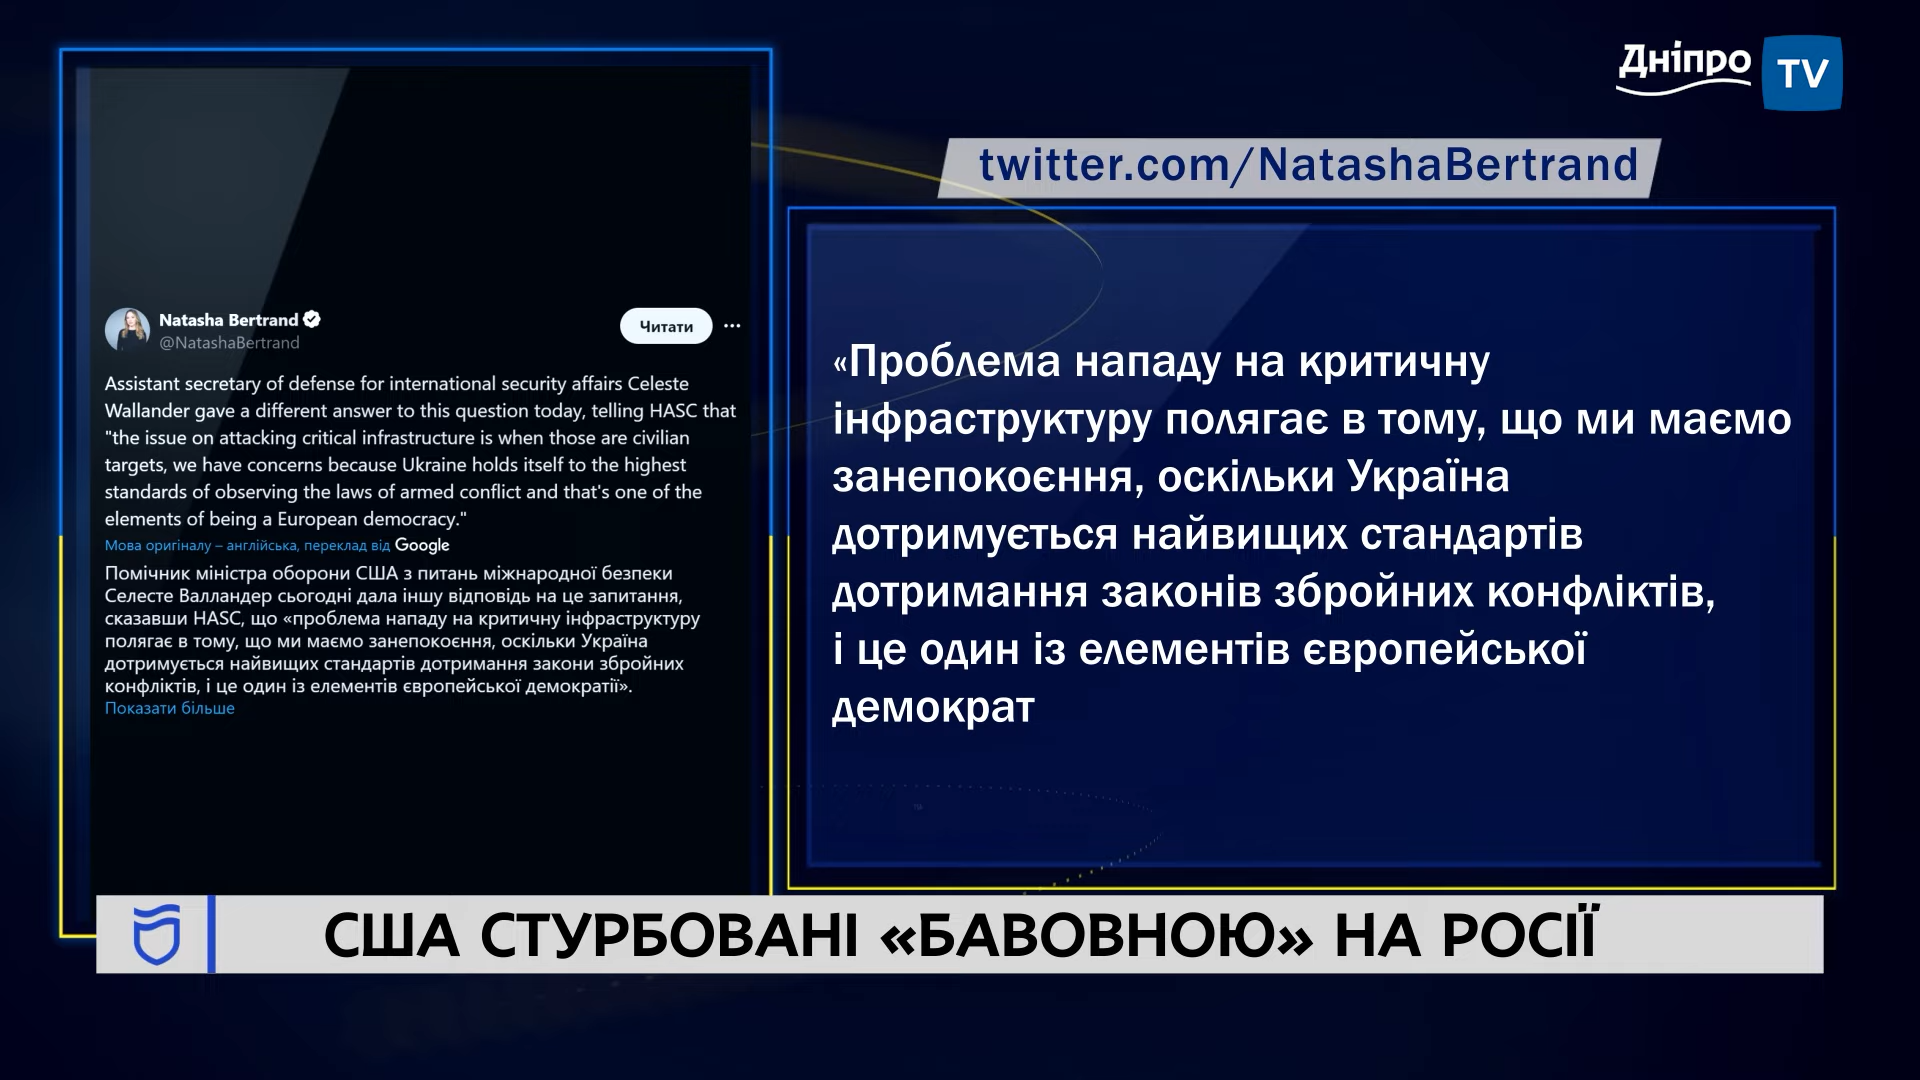 Дніпро TV
twitter.com/NatashaBertrand
Natasha Bertrand
@NatashaBertrand
Читати
Assistant secretary of defense for international security affairs Celeste
Wallander gave a different answer to this question today, telling HASC that
"the issue on attacking critical infrastructure is when those are civilian
targets, we have concerns because Ukraine holds itself to the highest
standards of observing the laws of armed conflict and that's one of the
elements of being a European democracy."
Мова оригіналу – англійська, переклад від Google
Помічник міністра оборони США з питань міжнародної безпеки
Селесте Валландер сьогодні дала іншу відповідь на це запитання,
сказавши HASC, що «проблема нападу на критичну інфраструктуру
полягає в тому, що ми маємо занепокоєння, оскільки Україна
дотримується найвищих стандартів дотримання закони збройних
конфліктів, і це один із елементів європейської демократії».
Показати більше
«Проблема нападу на критичну
інфраструктуру полягає в тому, що ми маємо
занепокоєння, оскільки Україна
дотримується найвищих стандартів
дотримання законів збройних конфліктів,
і це один із елементів європейської
демократ
США СТУРБОВАНІ «БАВОВНОЮ» НА РОСІЇ